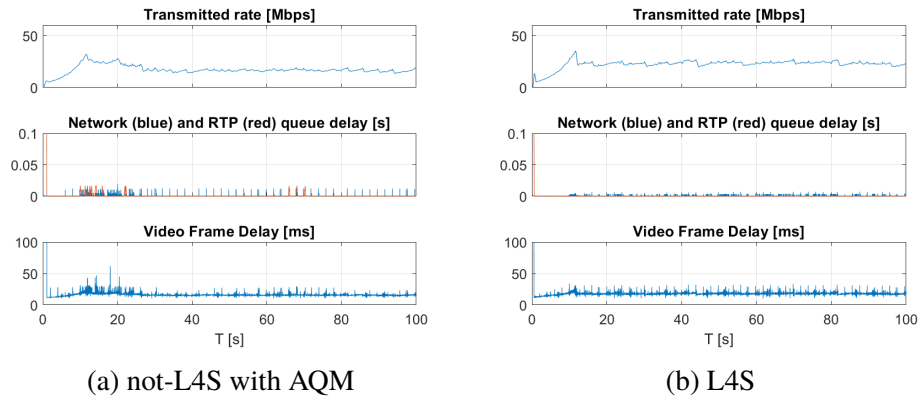 Transmitted rate [Mbps]
50
0
Network (blue) and RTP (red) queue delay [s]
0.1
0.05
0
Video Frame Delay [ms]
100
50
0
0 20 40 60 80 100
T [s]
(a) not-L4S with AQM
Transmitted rate [Mbps]
50
0
Network (blue) and RTP (red) queue delay [s]
0.1
0.05
0
Video Frame Delay [ms]
100
50
0
0 20 40 60 80 100
T [s]
(b) L4S